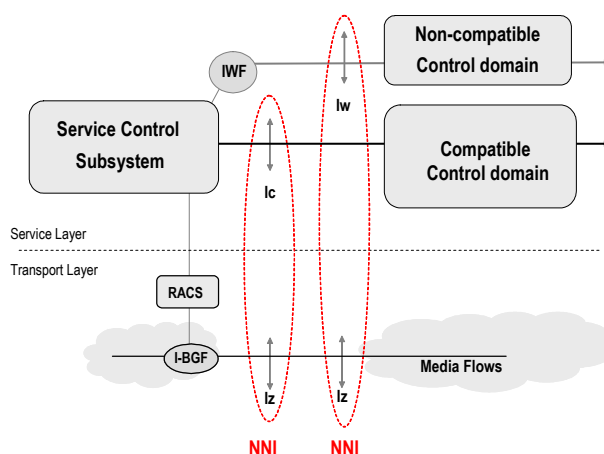 Non-compatible
Control domain
IWF
Iw
Service Control
Subsystem
Ic
Compatible
Control domain
Service Layer
Transport Layer
RACS
I-BGF
Media Flows
Iz
Iz
NNI
NNI